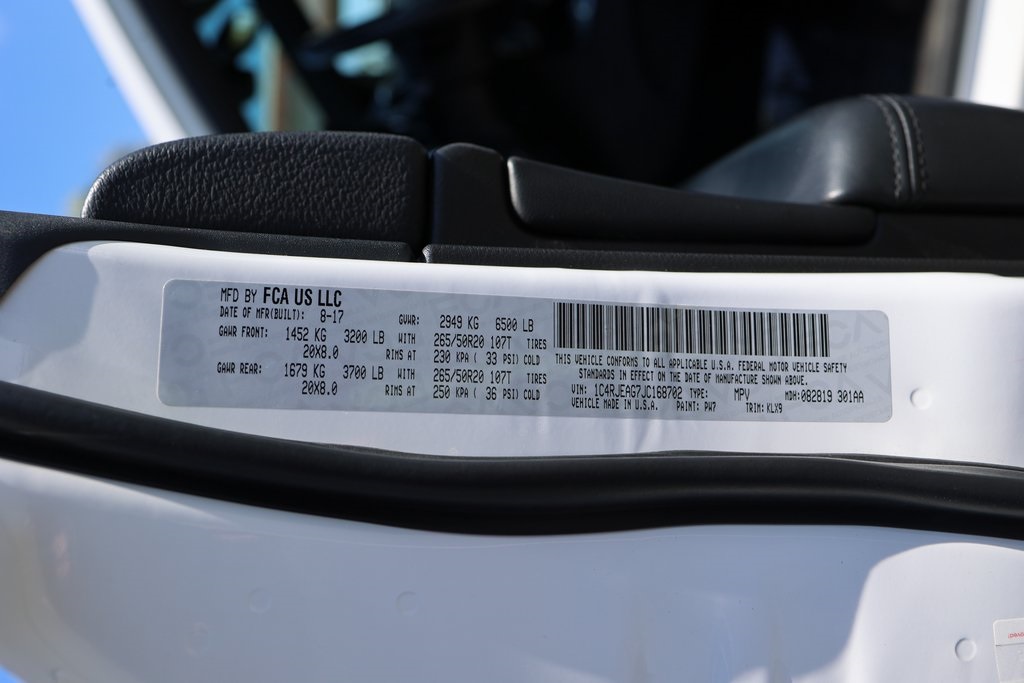 MFD BY FCA US LLC
DATE OF MFR(BUILT): 8-17 GVWR: 2949 KG 6500 LB
GAWR FRONT: 1452 KG 3200 LB WITH 265/50R20 107T TIRES
20X8.0 RIMS AT 230 KPA ( 33 PSI) COLD
GAWR REAR: 1679 KG 3700 LB WITH 265/50R20 107T TIRES
20X8.0 RIMS AT 250 KPA ( 36 PSI) COLD
THIS VEHICLE CONFORMS TO ALL APPLICABLE U.S.A. FEDERAL MOTOR VEHICLE SAFETY
STANDARDS IN EFFECT ON THE DATE OF MANUFACTURE SHOWN ABOVE.
VIN: 1C4RJEAG7JC168702 TYPE: MPV MDH:082819 301AA
VEHICLE MADE IN U.S.A. PAINT: PW7 TRIM: KLX9